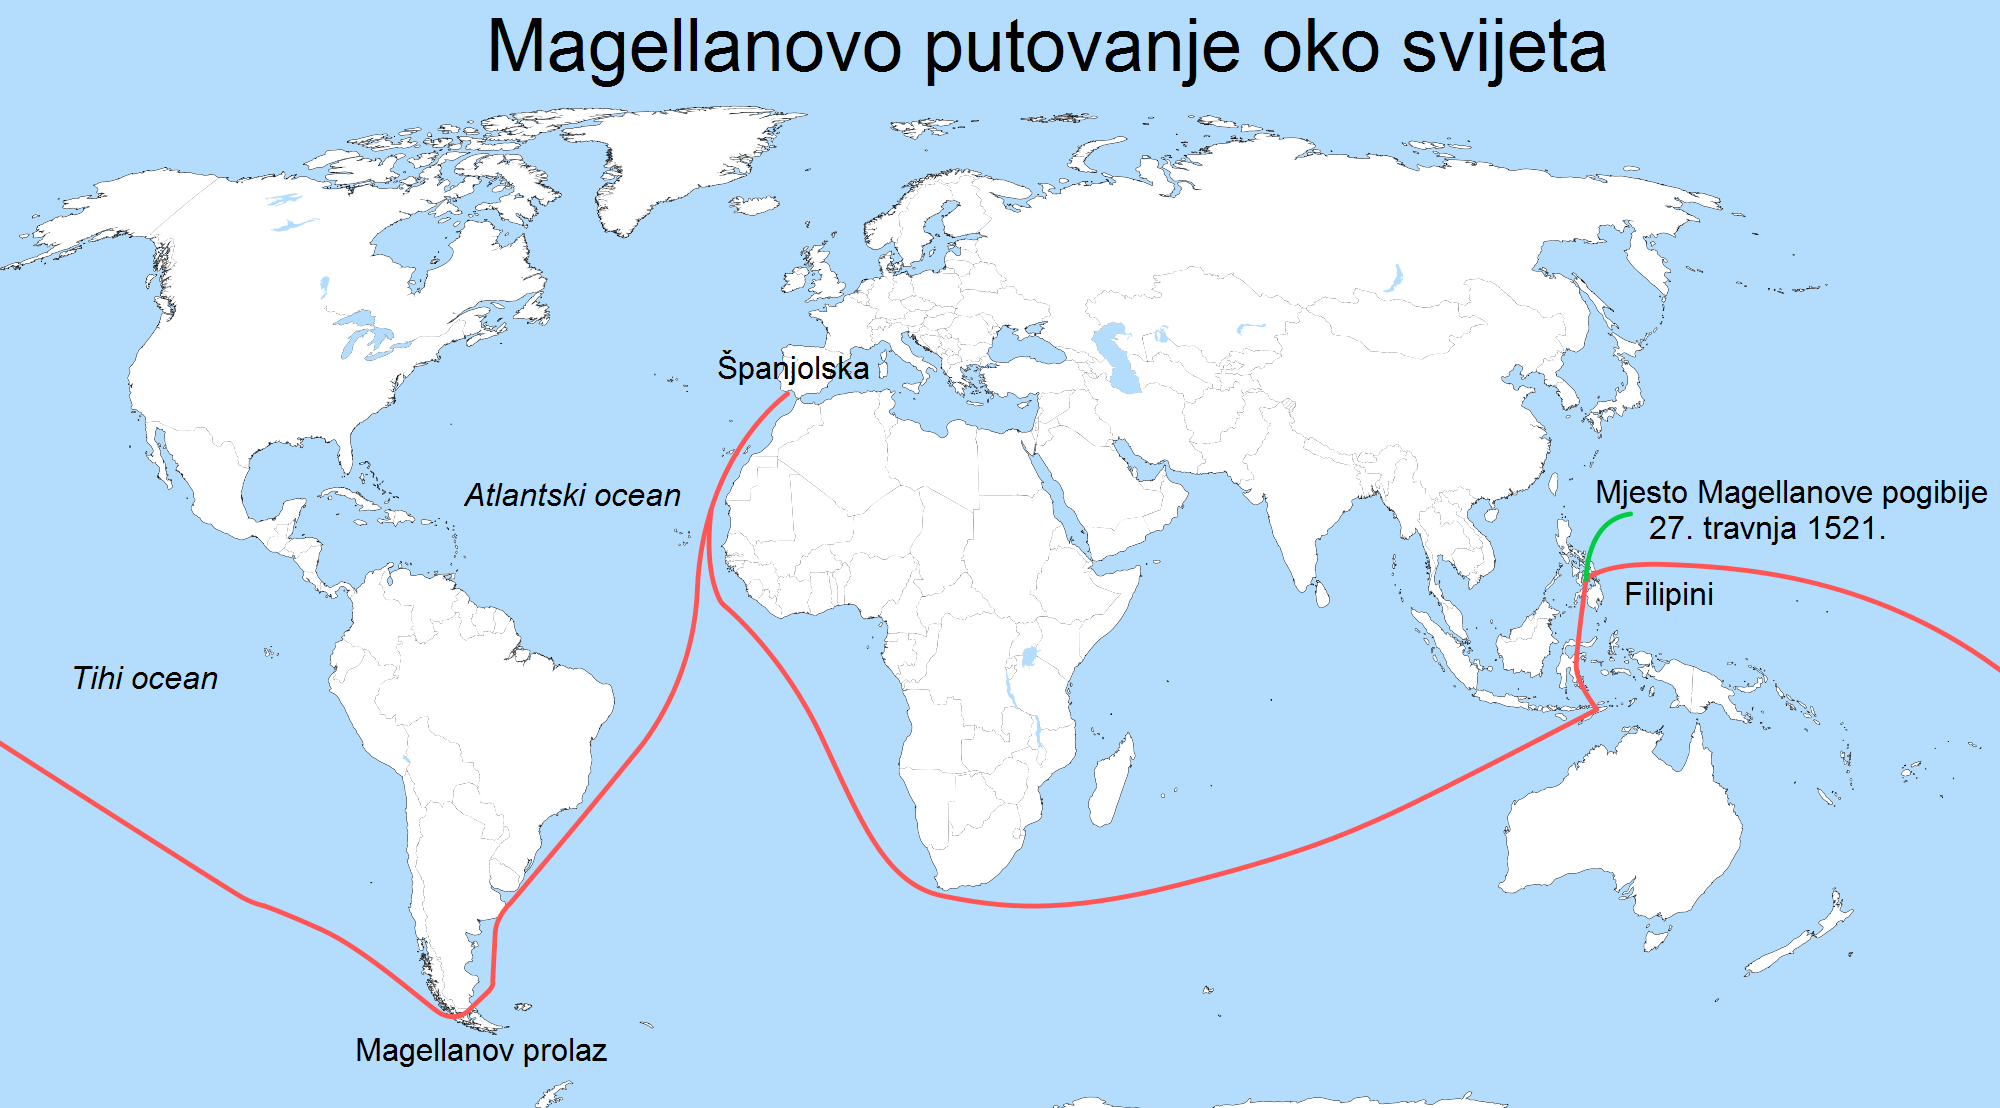 Magellanovo putovanje oko svijeta
Španjolska
Atlantski ocean
Mjesto Magellanove pogibije
27. travnja 1521.
Filipini
Tihi ocean
Magellanov prolaz